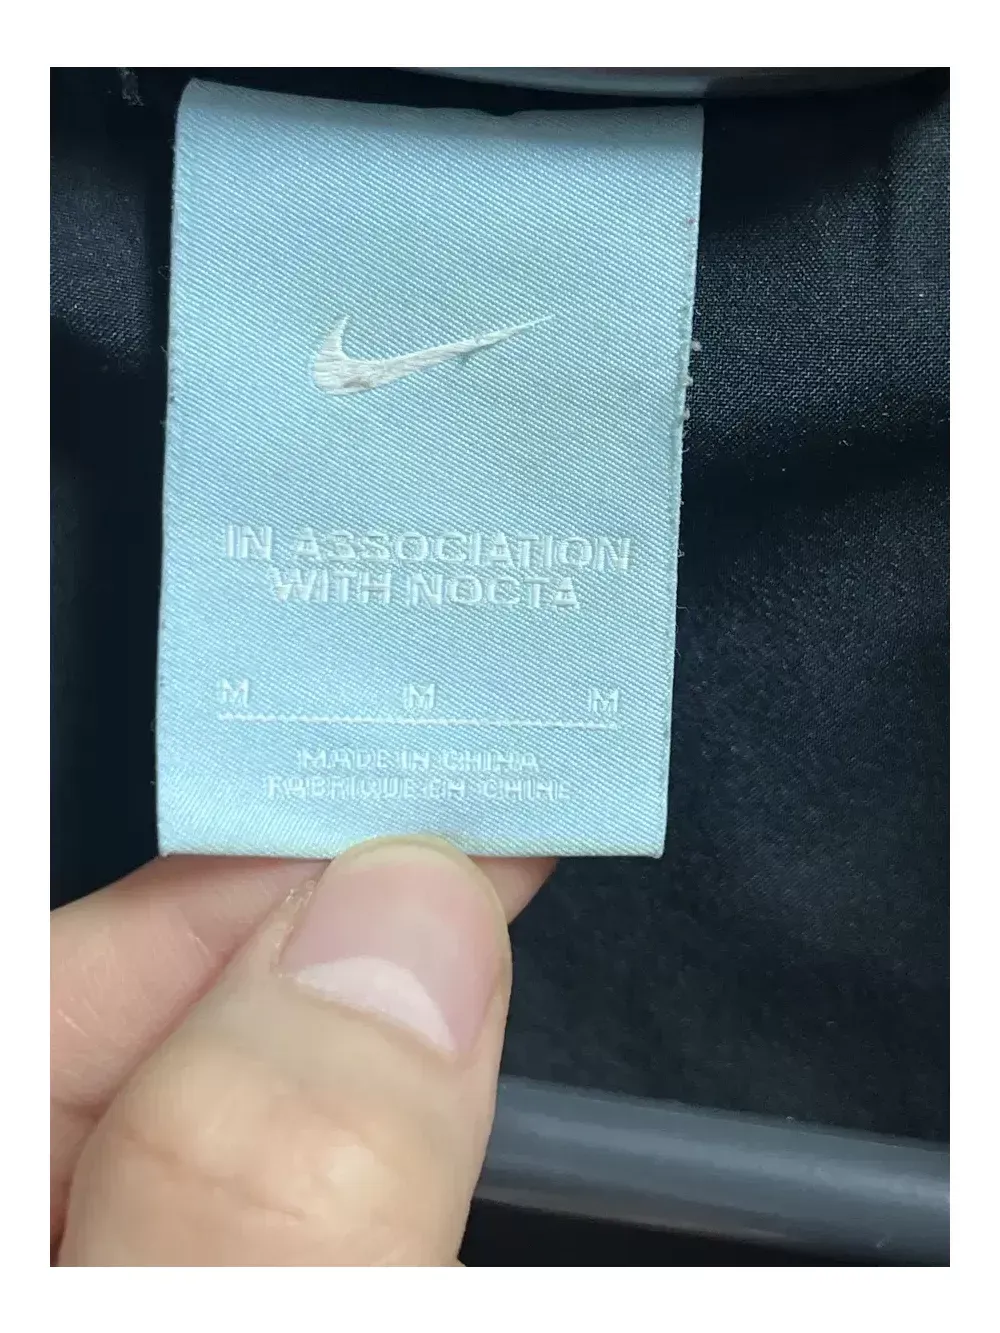 IN ASSOCIATION
WITH NOCTA
M M M
MADE IN CHINA
FABRIQUE EN CHINE